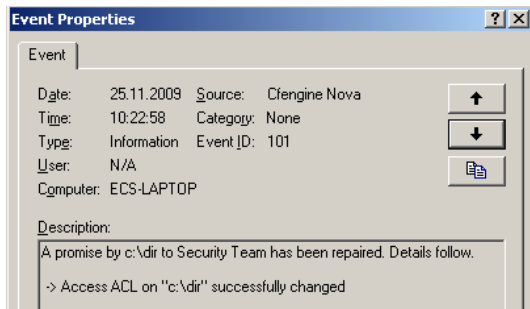 Event Properties
Event
Date: 25.11.2009 Source: Cfengine Nova
Time: 10:22:58 Category: None
Type: Information Event ID: 101
User: N/A
Computer: ECS-LAPTOP
Description:
A promise by c:\dir to Security Team has been repaired. Details follow.
-> Access ACL on "c:\dir" successfully changed